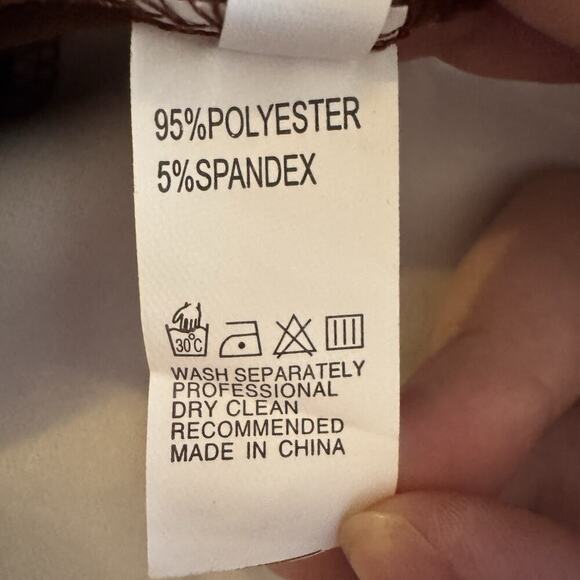 95%POLYESTER
5%SPANDEX
30°C
WASH SEPARATELY
PROFESSIONAL
DRY CLEAN
RECOMMENDED
MADE IN CHINA